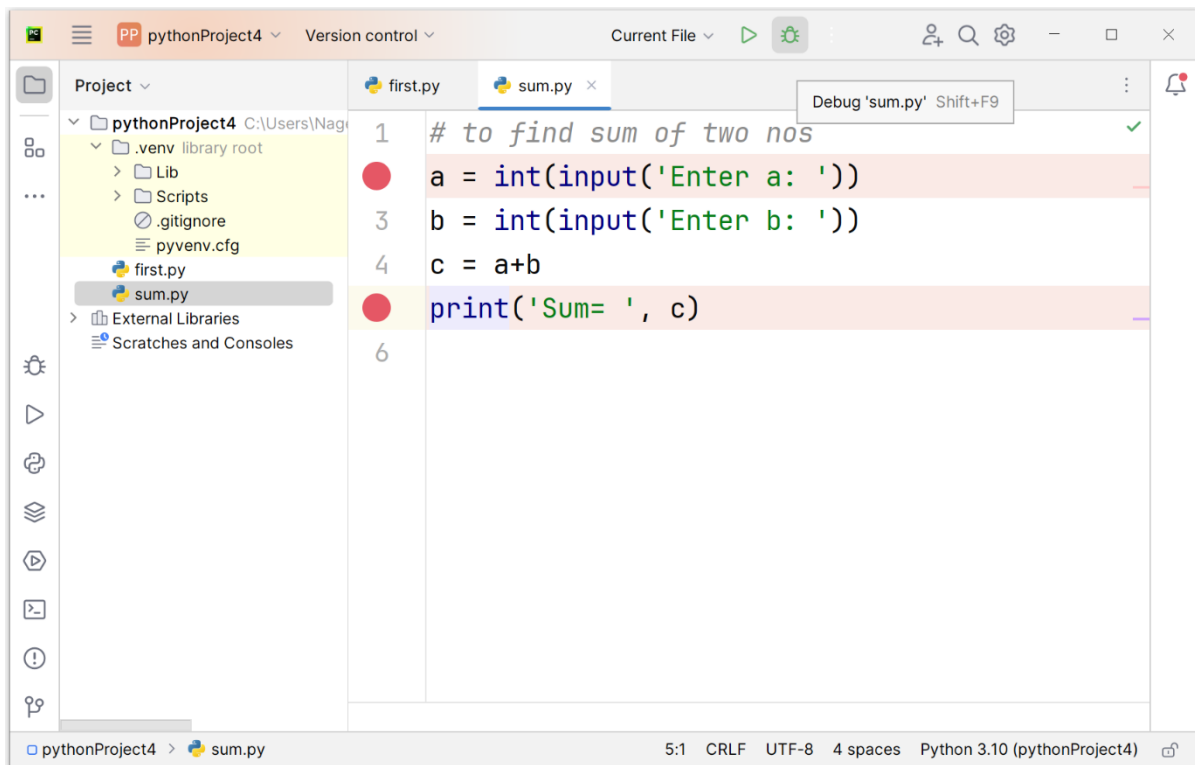 PC
PP pythonProject4 Version control Current File
Project
first.py sum.py
Debug 'sum.py' Shift+F9
pythonProject4 C:\Users\Nag
.venv library root
Lib
Scripts
.gitignore
pyvenv.cfg
first.py
sum.py
External Libraries
Scratches and Consoles
1 # to find sum of two nos
a = int(input('Enter a: '))
3 b = int(input('Enter b: '))
4 c = a+b
print('Sum= ', c)
6
pythonProject4 > sum.py 5:1 CRLF UTF-8 4 spaces Python 3.10 (pythonProject4)